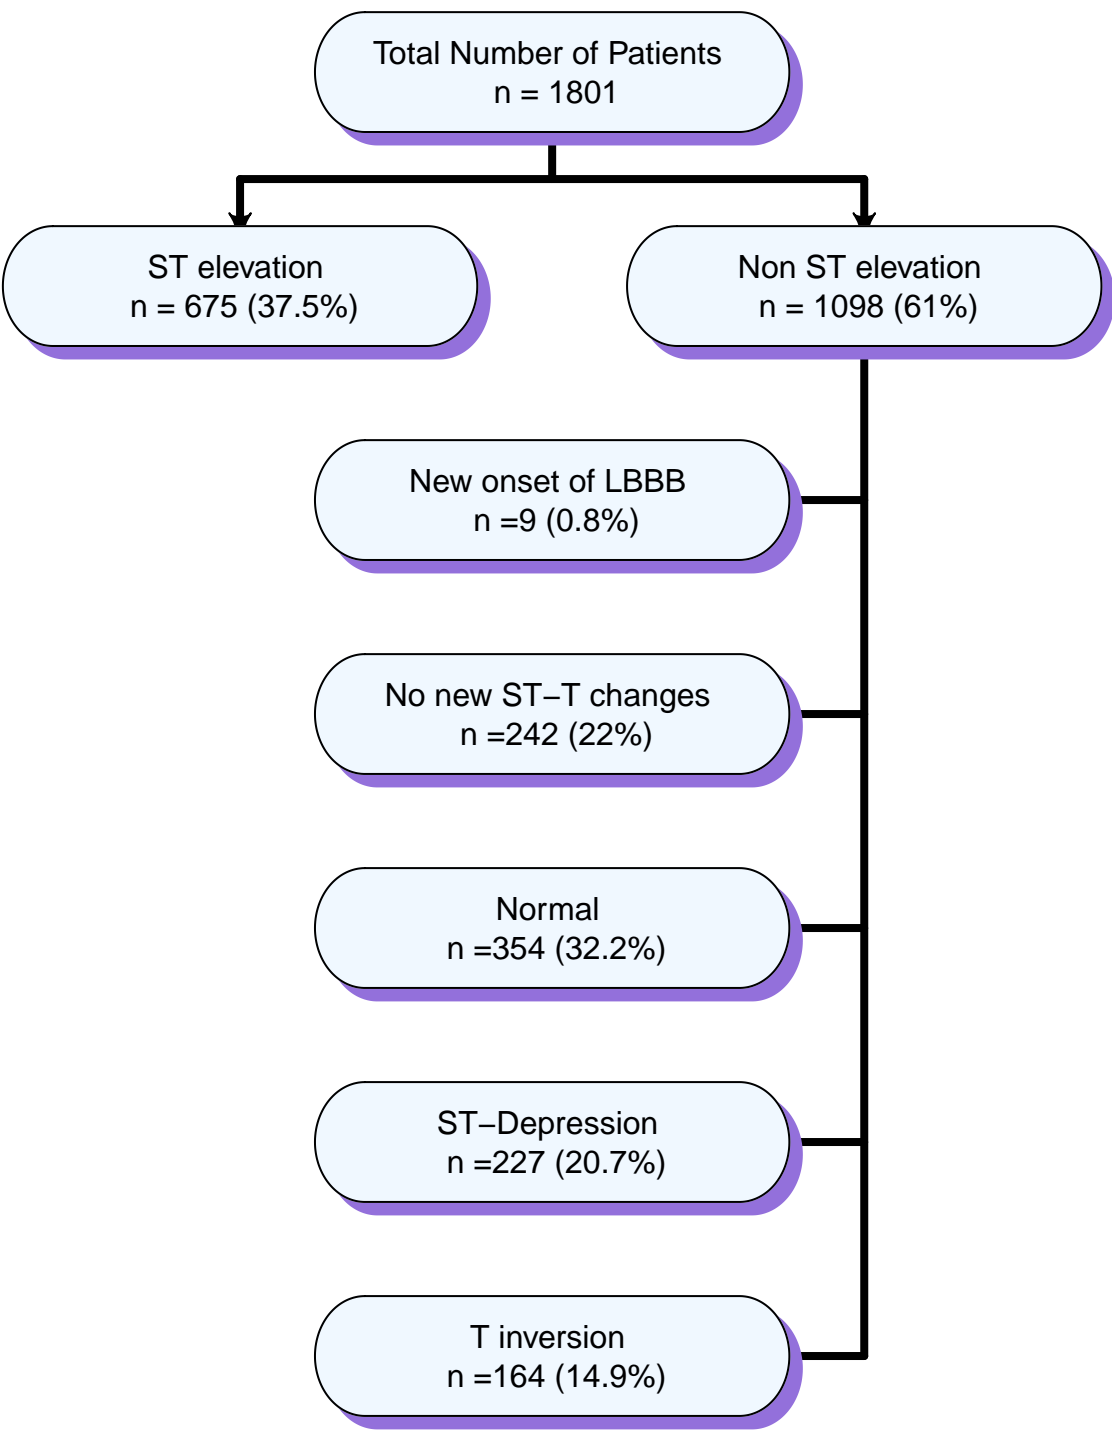 Total Number of Patients
n = 1801
ST elevation
n = 675 (37.5%)
Non ST elevation
n = 1098 (61%)
New onset of LBBB
n =9 (0.8%)
No new ST−T changes
n =242 (22%)
Normal
n =354 (32.2%)
ST−Depression
n =227 (20.7%)
T inversion
n =164 (14.9%)